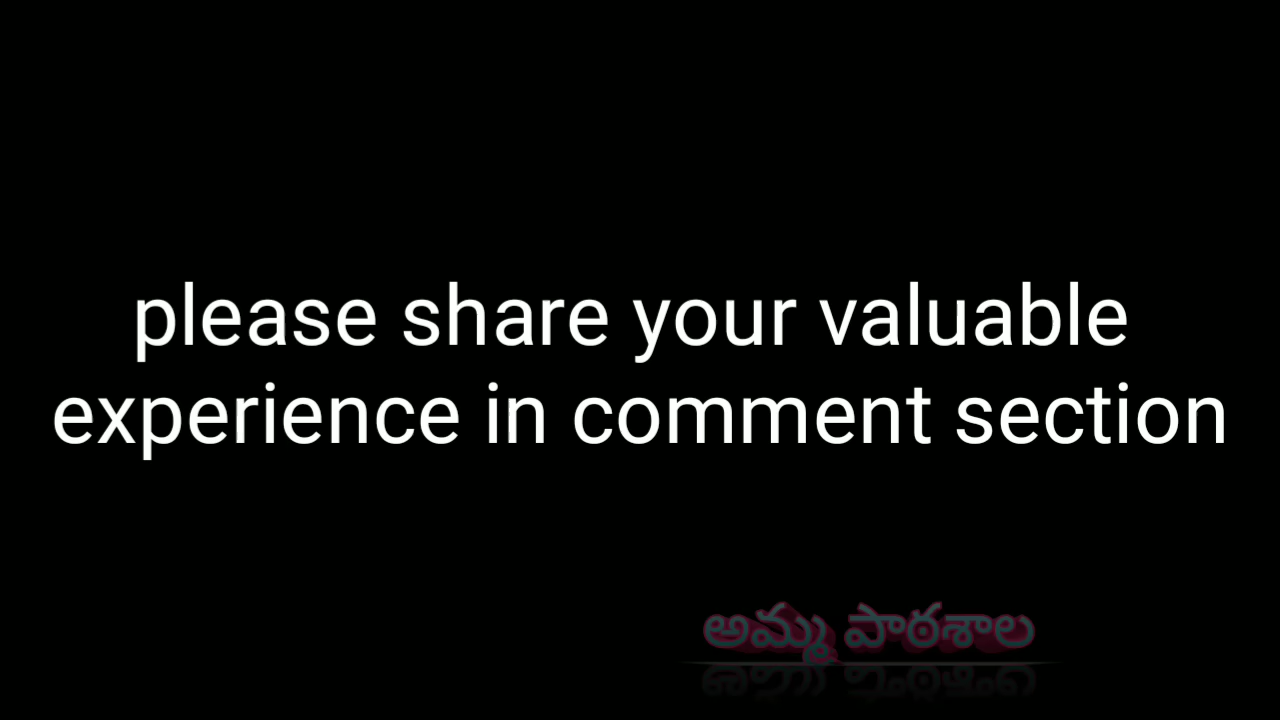 please share your valuable
experience in comment section
అమ్మ పాఠశాల